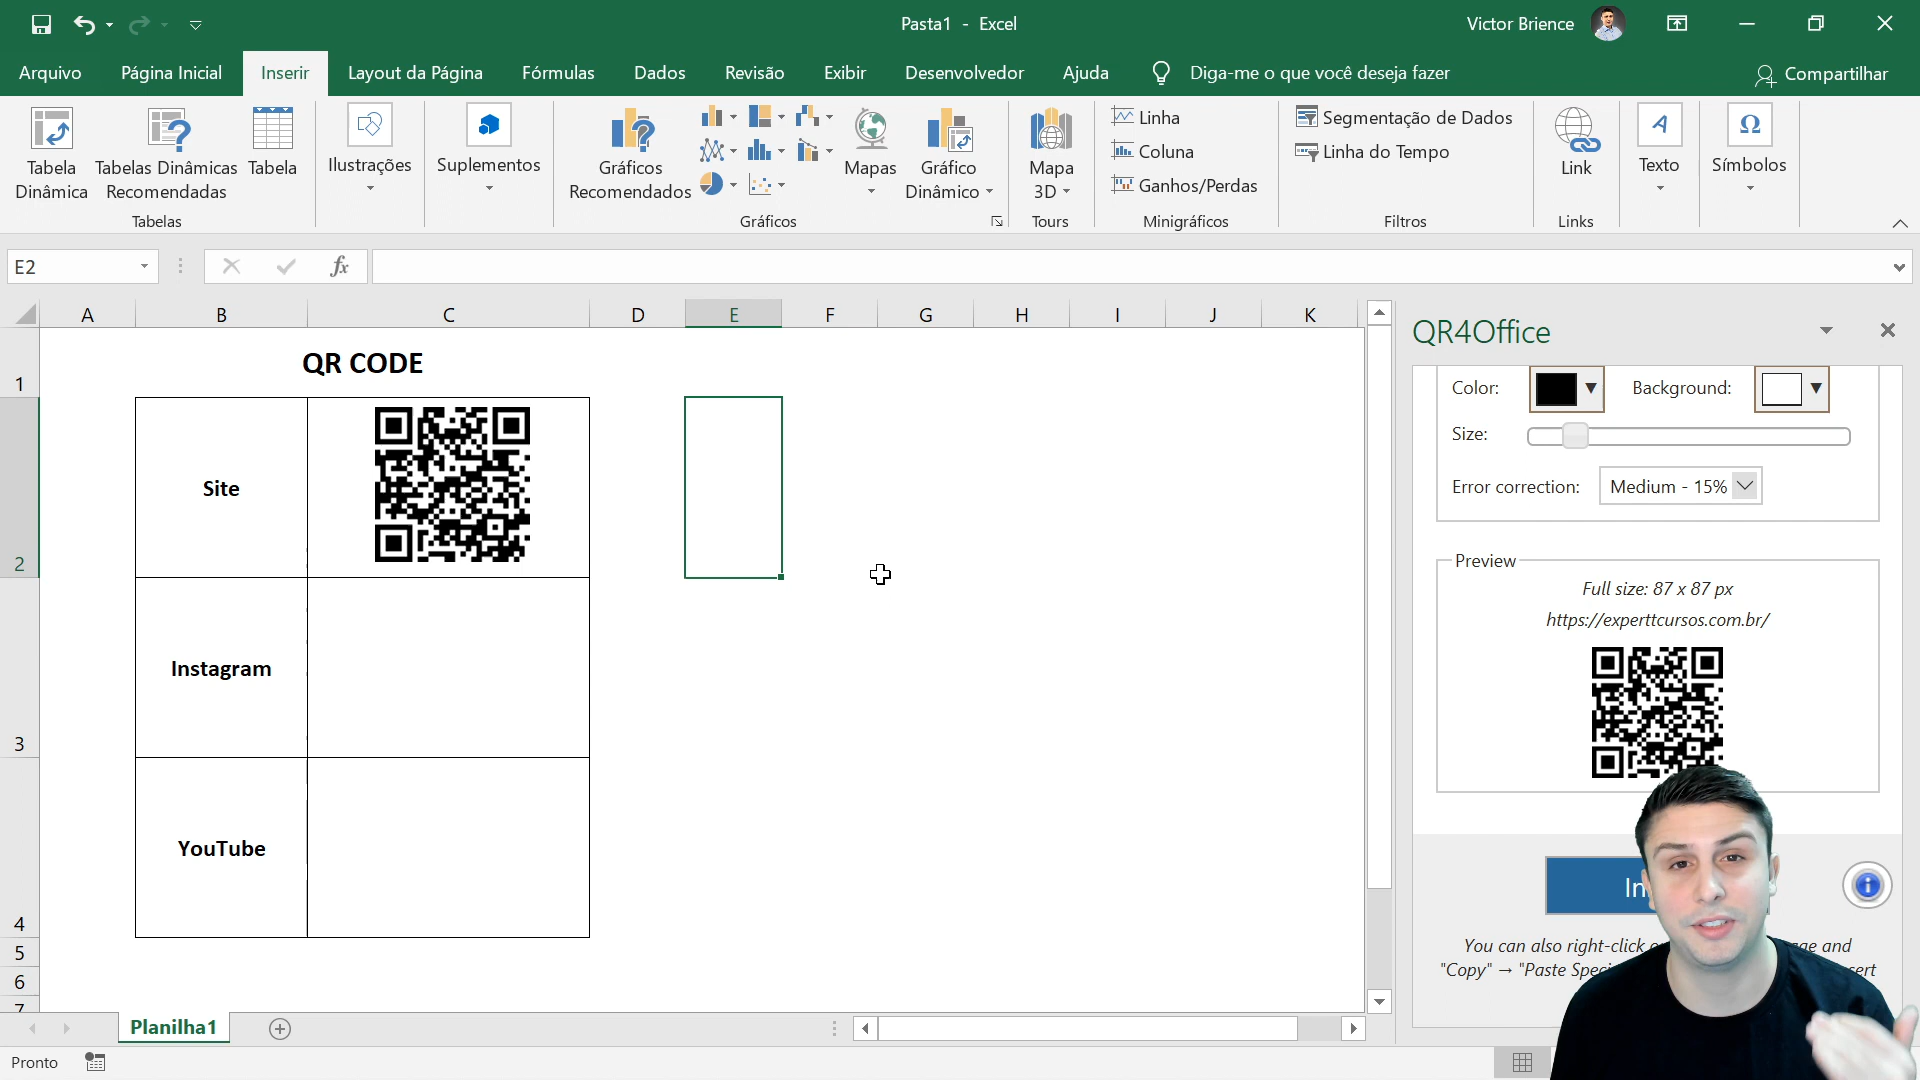 Pasta1 - Excel
Victor Brience
Arquivo Página Inicial Inserir Layout da Página Fórmulas Dados Revisão Exibir Desenvolvedor Ajuda Diga-me o que você deseja fazer Compartilhar
Tabela Dinâmica
Tabelas Dinâmicas Recomendadas
Tabela
Tabelas
Ilustrações
Suplementos
Gráficos Recomendados
Mapas
Gráfico Dinâmico
Gráficos
Mapa 3D
Tours
Linha
Coluna
Ganhos/Perdas
Minigráficos
Segmentação de Dados
Linha do Tempo
Filtros
Link
Links
Texto
Símbolos
E2
fx
A B C D E F G H I J K
1
QR CODE
2
Site
3
Instagram
4
YouTube
5
6
7
QR4Office
Color: Background:
Size:
Error correction: Medium - 15%
Preview
Full size: 87 x 87 px
https://experttcursos.com.br/
You can also right-click and
"Copy" → "Paste
Planilha1
Pronto